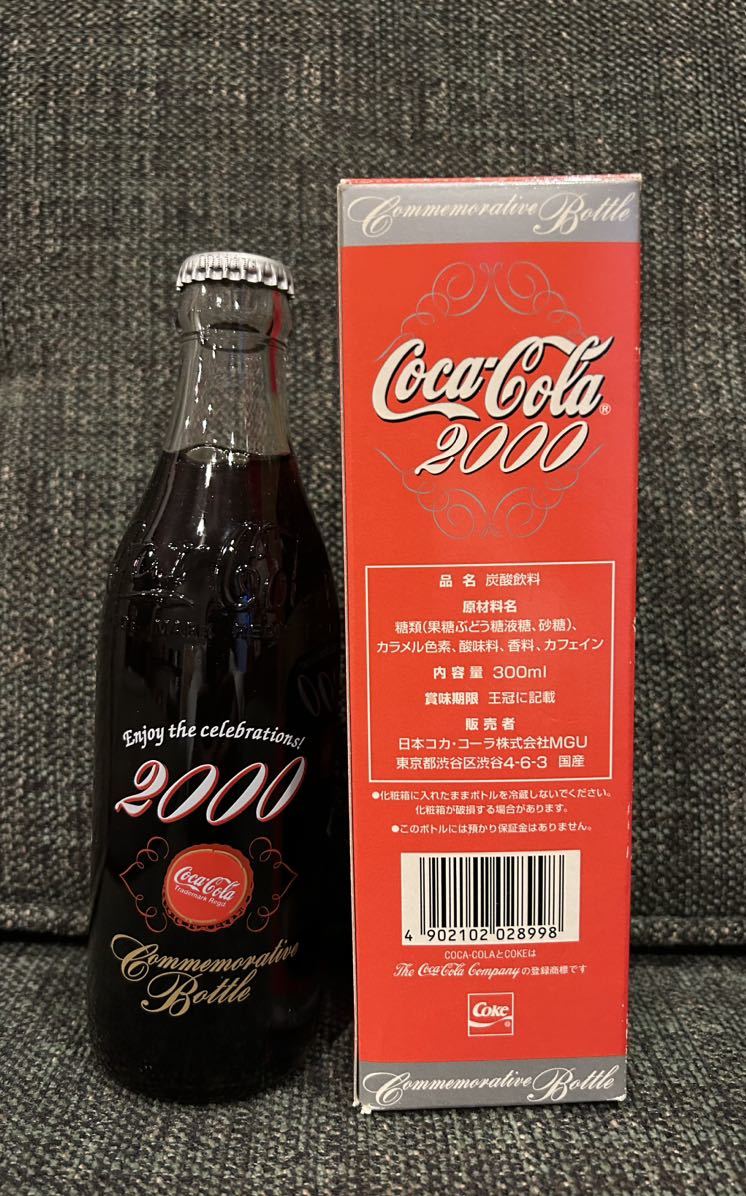 Enjoy the celebrations!
2000
Coca-Cola
Trademark Regd
Commemorative
Bottle
Commemorative Bottle
Coca-Cola®
2000
品 名 炭酸飲料
原材料名
糖類(果糖ぶどう糖液糖、砂糖)、
カラメル色素、酸味料、香料、カフェイン
内 容 量 300ml
賞味期限 王冠に記載
販 売 者
日本コカ・コーラ株式会社MGU
東京都渋谷区渋谷4-6-3 国産
●化粧箱に入れたままボトルを冷蔵しないでください。
化粧箱が破損する場合があります。
●このボトルには預かり保証金はありません。
4 902102 028998
COCA-COLAとCOKEは
The Coca-Cola Companyの登録商標です
Coke®
Commemorative Bottle